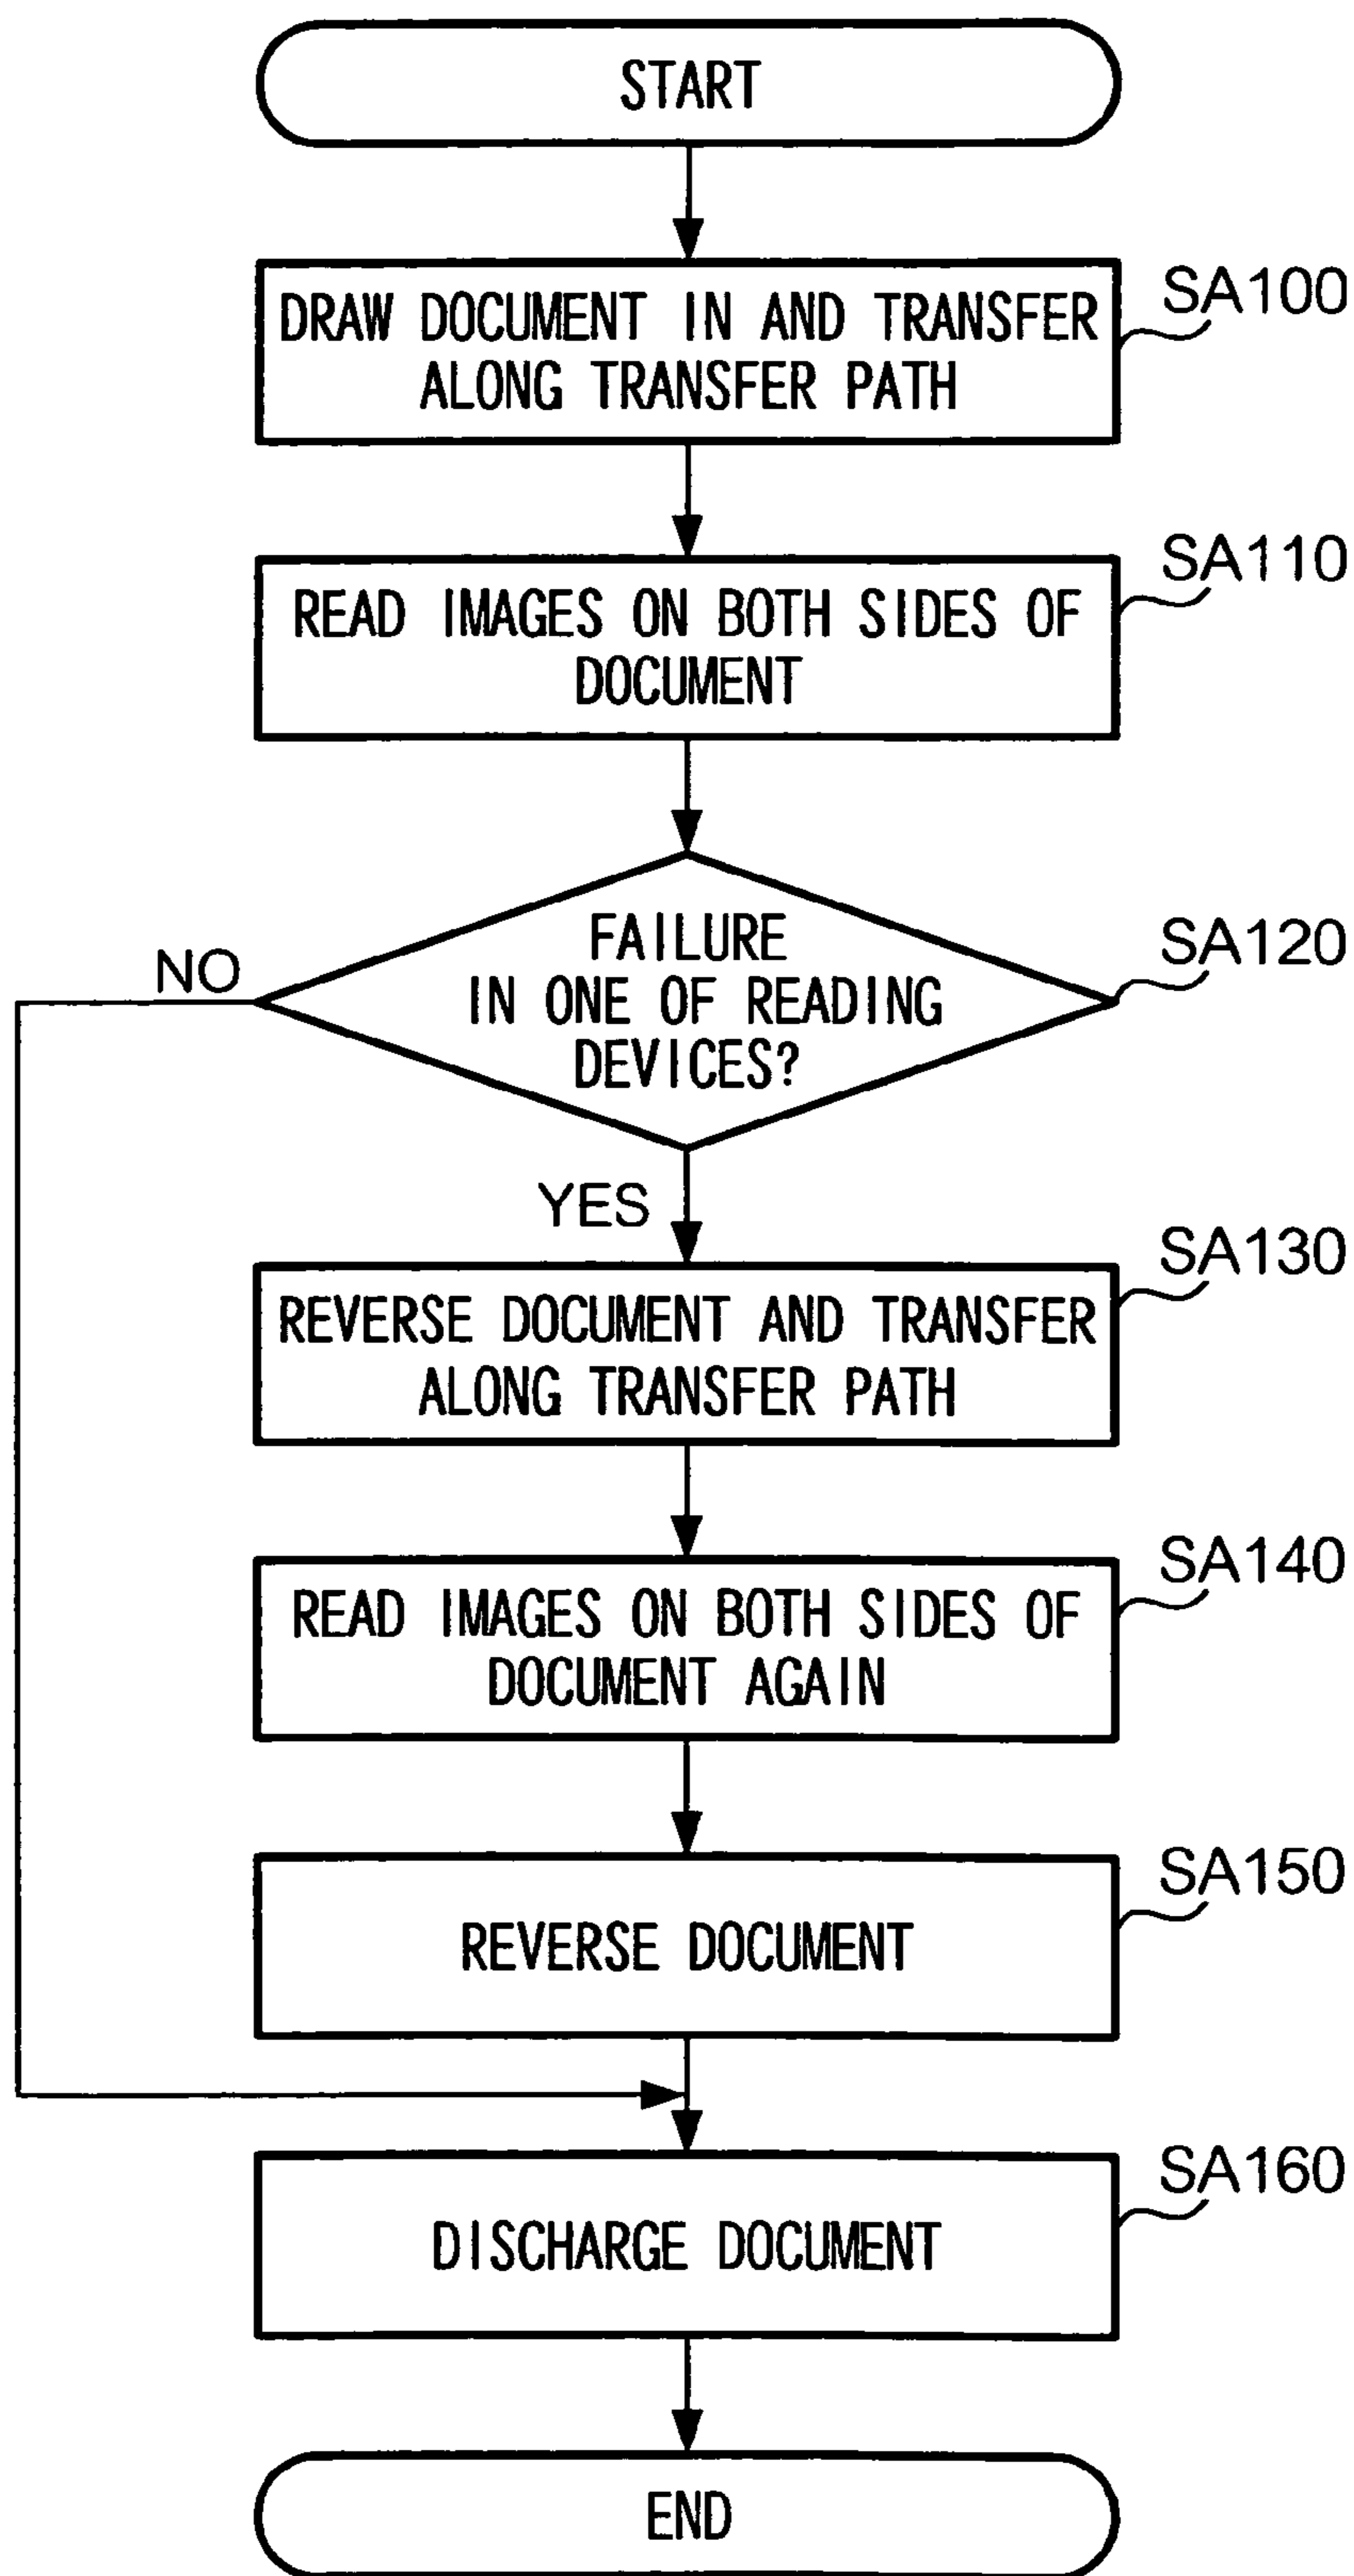 START
DRAW DOCUMENT IN AND TRANSFER
ALONG TRANSFER PATH
SA100
READ IMAGES ON BOTH SIDES OF
DOCUMENT
SA110
FAILURE
IN ONE OF READING
DEVICES?
SA120
NO
YES
REVERSE DOCUMENT AND TRANSFER
ALONG TRANSFER PATH
SA130
READ IMAGES ON BOTH SIDES OF
DOCUMENT AGAIN
SA140
REVERSE DOCUMENT
SA150
DISCHARGE DOCUMENT
SA160
END